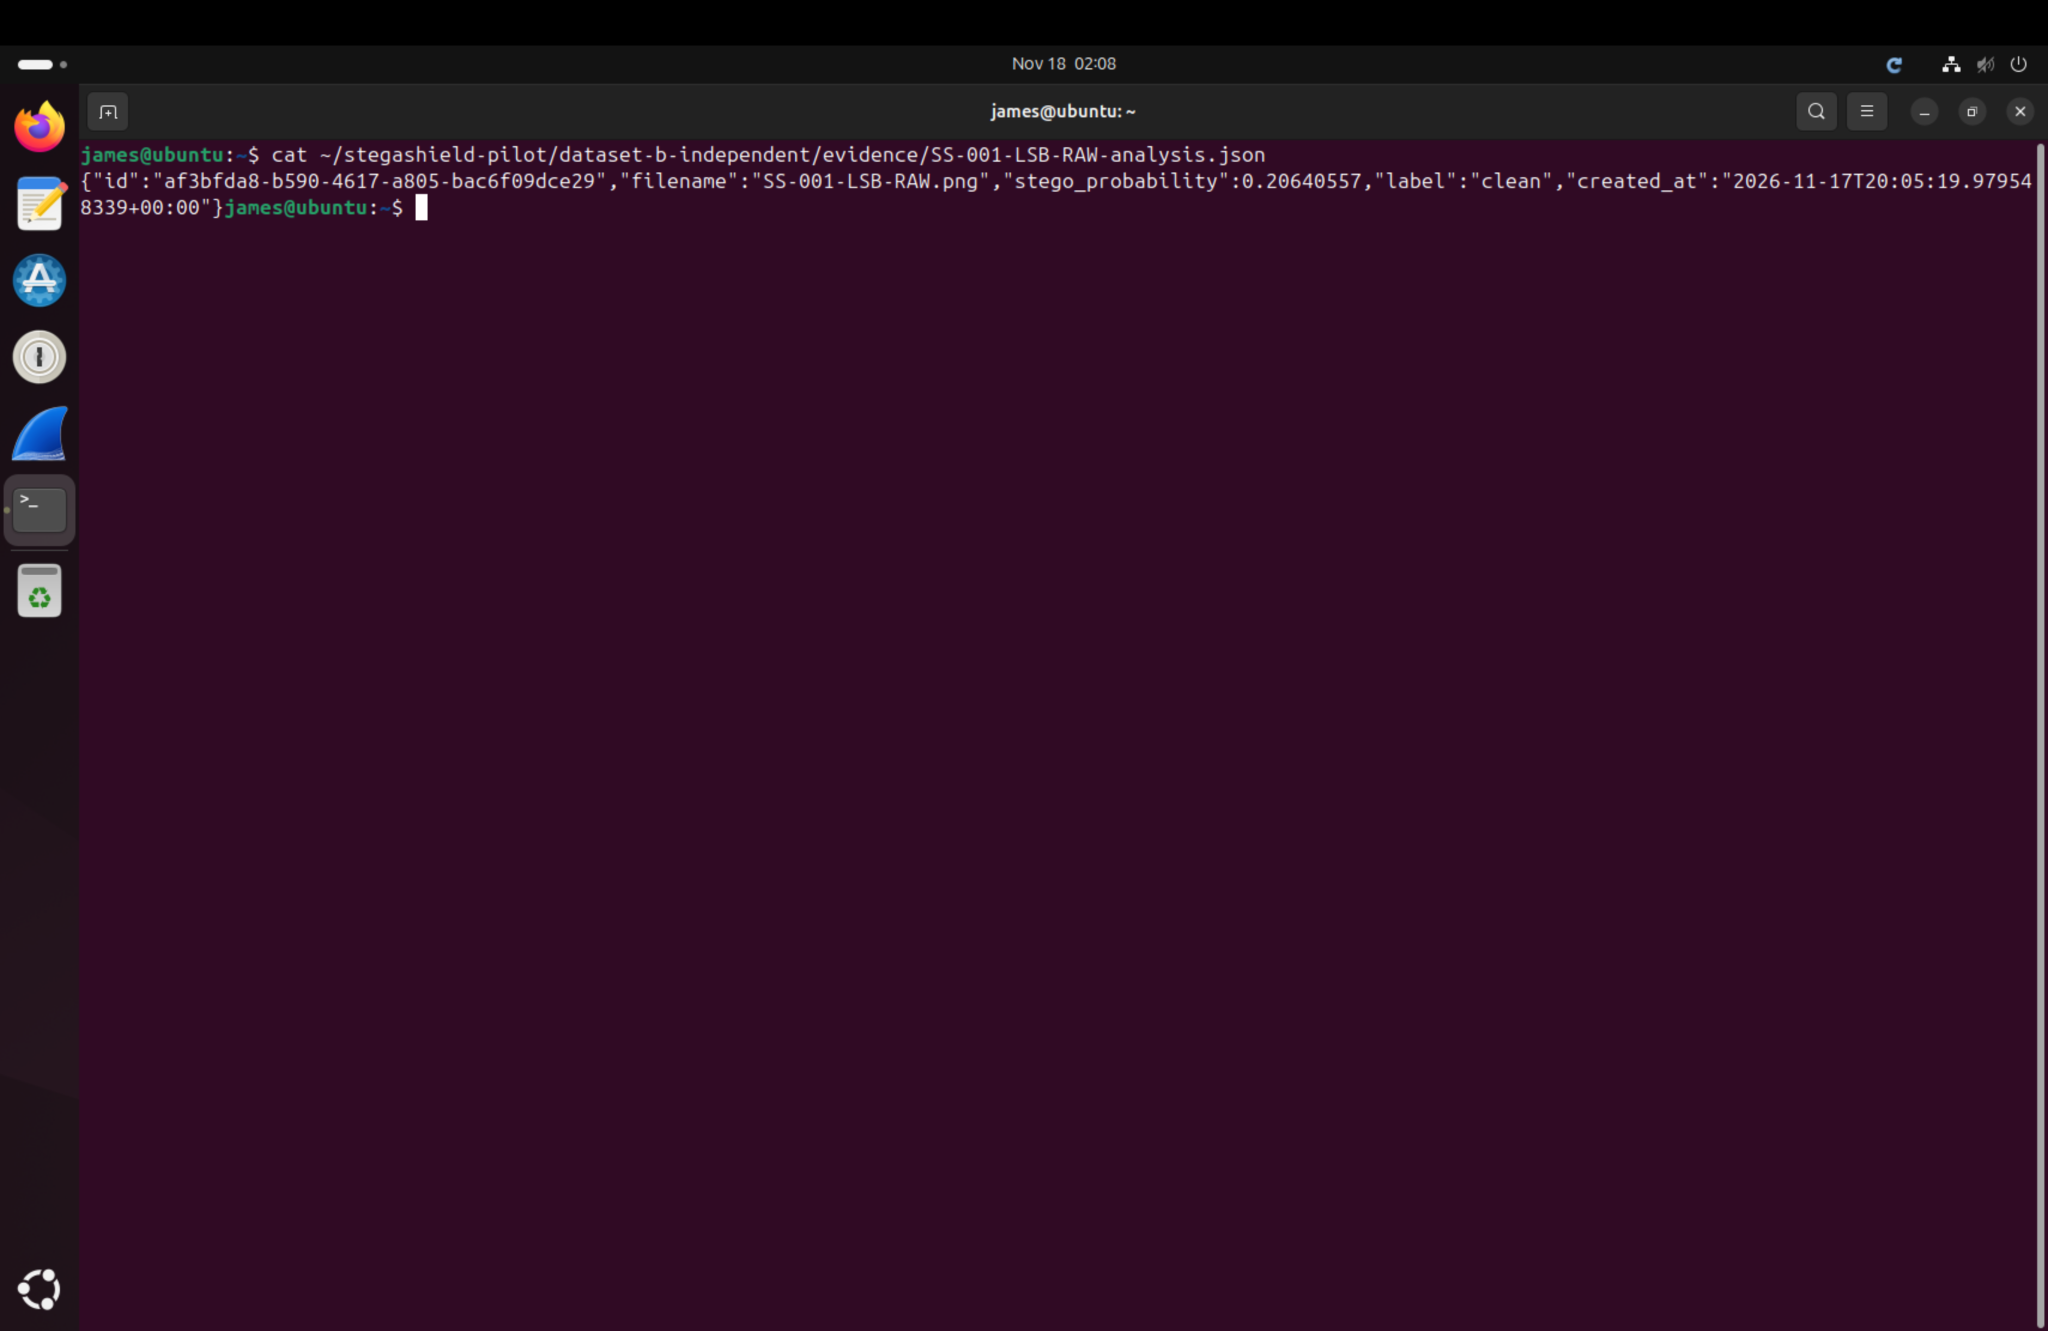 Nov 18 02:08
james@ubuntu: ~
james@ubuntu:~$ cat ~/stegashield-pilot/dataset-b-independent/evidence/SS-001-LSB-RAW-analysis.json
{"id":"af3bfda8-b590-4617-a805-bac6f09dce29","filename":"SS-001-LSB-RAW.png","stego_probability":0.20640557,"label":"clean","created_at":"2026-11-17T20:05:19.97954
8339+00:00"}james@ubuntu:~$